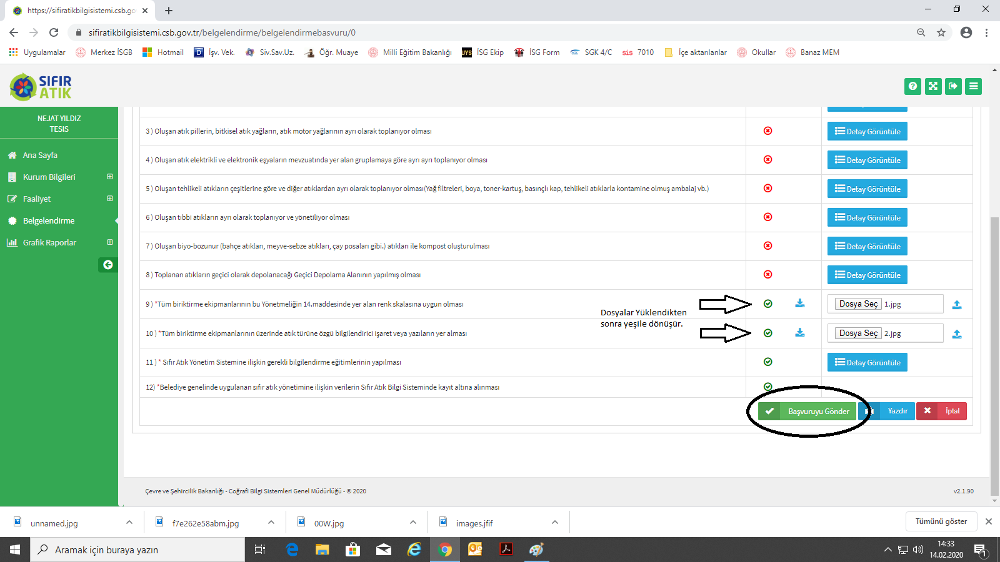 https://sifiratikbilgisistemi.csb.go
sifiratikbilgisistemi.csb.gov.tr/belgelendirme/belgelendirmebasvuru/0
Uygulamalar Merkez İSGB Hotmail İşv. Vek. Siv.Sav.Uz. Öğr. Muaye Milli Eğitim Bakanlığı UYS İSG Ekip İSG Form SGK 4/C sis 7010 İçe aktarılanlar Okullar Banaz MEM
SIFIR
ATIK
NEJAT YILDIZ
TESIS
Ana Sayfa
Kurum Bilgileri
Faaliyet
Belgelendirme
Grafik Raporlar
3 ) Oluşan atık pillerin, bitkisel atık yağların, atık motor yağlarının ayrı olarak toplanıyor olması Detay Görüntüle
4 ) Oluşan atık elektrikli ve elektronik eşyaların mevzuatında yer alan gruplamaya göre ayrı ayrı toplanıyor olması Detay Görüntüle
5 ) Oluşan tehlikeli atıkların çeşitlerine göre ve diğer atıklardan ayrı olarak toplanıyor olması(Yağ filtreleri, boya, toner-kartuş, basınçlı kap, tehlikeli atıklarla kontamine olmuş ambalaj vb.) Detay Görüntüle
6 ) Oluşan tıbbi atıkların ayrı olarak toplanıyor ve yönetiliyor olması Detay Görüntüle
7 ) Oluşan biyo-bozunur (bahçe atıkları, meyve-sebze atıkları, çay posaları gibi.) atıkları ile kompost oluşturulması Detay Görüntüle
8 ) Toplanan atıkların geçici olarak depolanacağı Geçici Depolama Alanının yapılmış olması Detay Görüntüle
9 ) *Tüm biriktirme ekipmanlarının bu Yönetmeliğin 14.maddesinde yer alan renk skalasına uygun olması Dosya Seç 1.jpg
Dosyalar Yüklendikten
sonra yeşile dönüşür.
10 ) *Tüm biriktirme ekipmanlarının üzerinde atık türüne özgü bilgilendirici işaret veya yazıların yer alması Dosya Seç 2.jpg
11 ) * Sıfır Atık Yönetim Sistemine ilişkin gerekli bilgilendirme eğitimlerinin yapılması Detay Görüntüle
12) *Belediye genelinde uygulanan sıfır atık yönetimine ilişkin verilerin Sıfır Atık Bilgi Sisteminde kayıt altına alınması
Başvuruyu Gönder Yazdır İptal
Çevre ve Şehircilik Bakanlığı - Coğrafi Bilgi Sistemleri Genel Müdürlüğü - © 2020 v2.1.90
unnamed.jpg f7e262e58abm.jpg 00W.jpg images.jfif Tümünü göster
Aramak için buraya yazın
14:33
14.02.2020
1